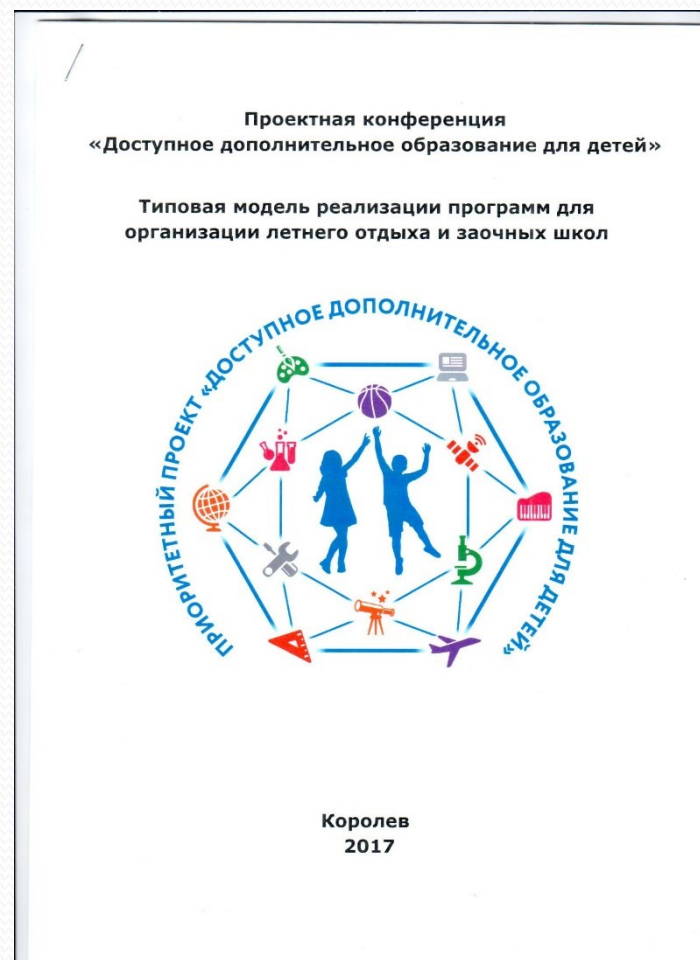 Проектная конференция
«Доступное дополнительное образование для детей»
Типовая модель реализации программ для
организации летнего отдыха и заочных школ
ПРИОРИТЕТНЫЙ ПРОЕКТ «ДОСТУПНОЕ ДОПОЛНИТЕЛЬНОЕ ОБРАЗОВАНИЕ ДЛЯ ДЕТЕЙ»
Королев
2017